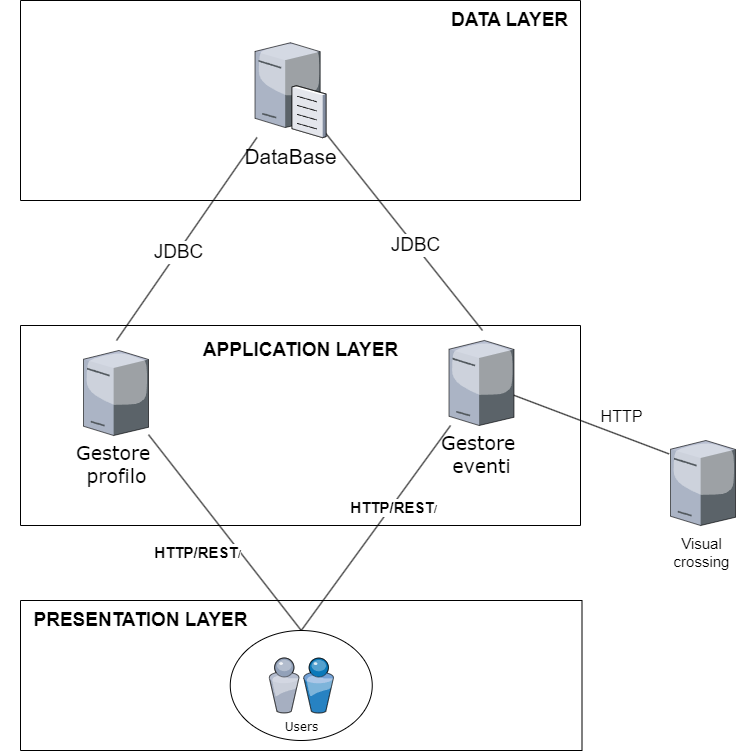 DATA LAYER
DataBase
JDBC
JDBC
APPLICATION LAYER
Gestore
profilo
Gestore
eventi
HTTP
HTTP/REST/
HTTP/REST/
Visual
crossing
PRESENTATION LAYER
Users